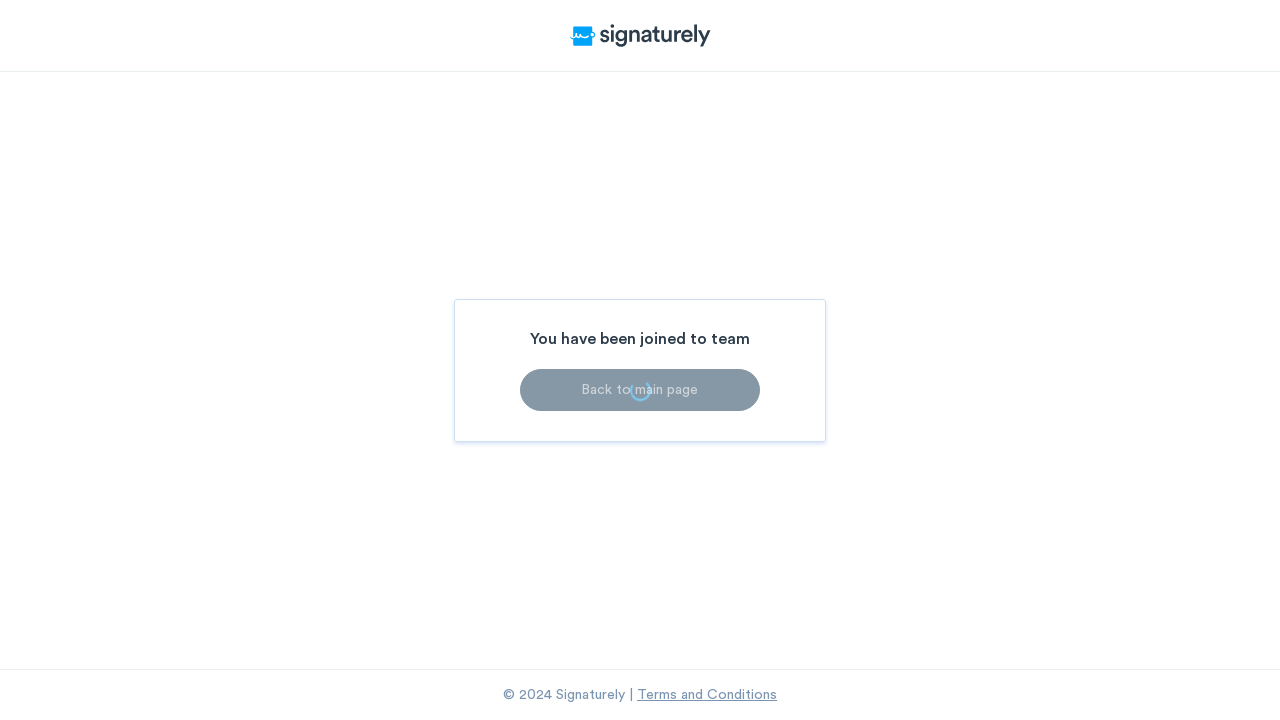 signaturely
You have been joined to team
Back to main page
© 2024 Signaturely | Terms and Conditions